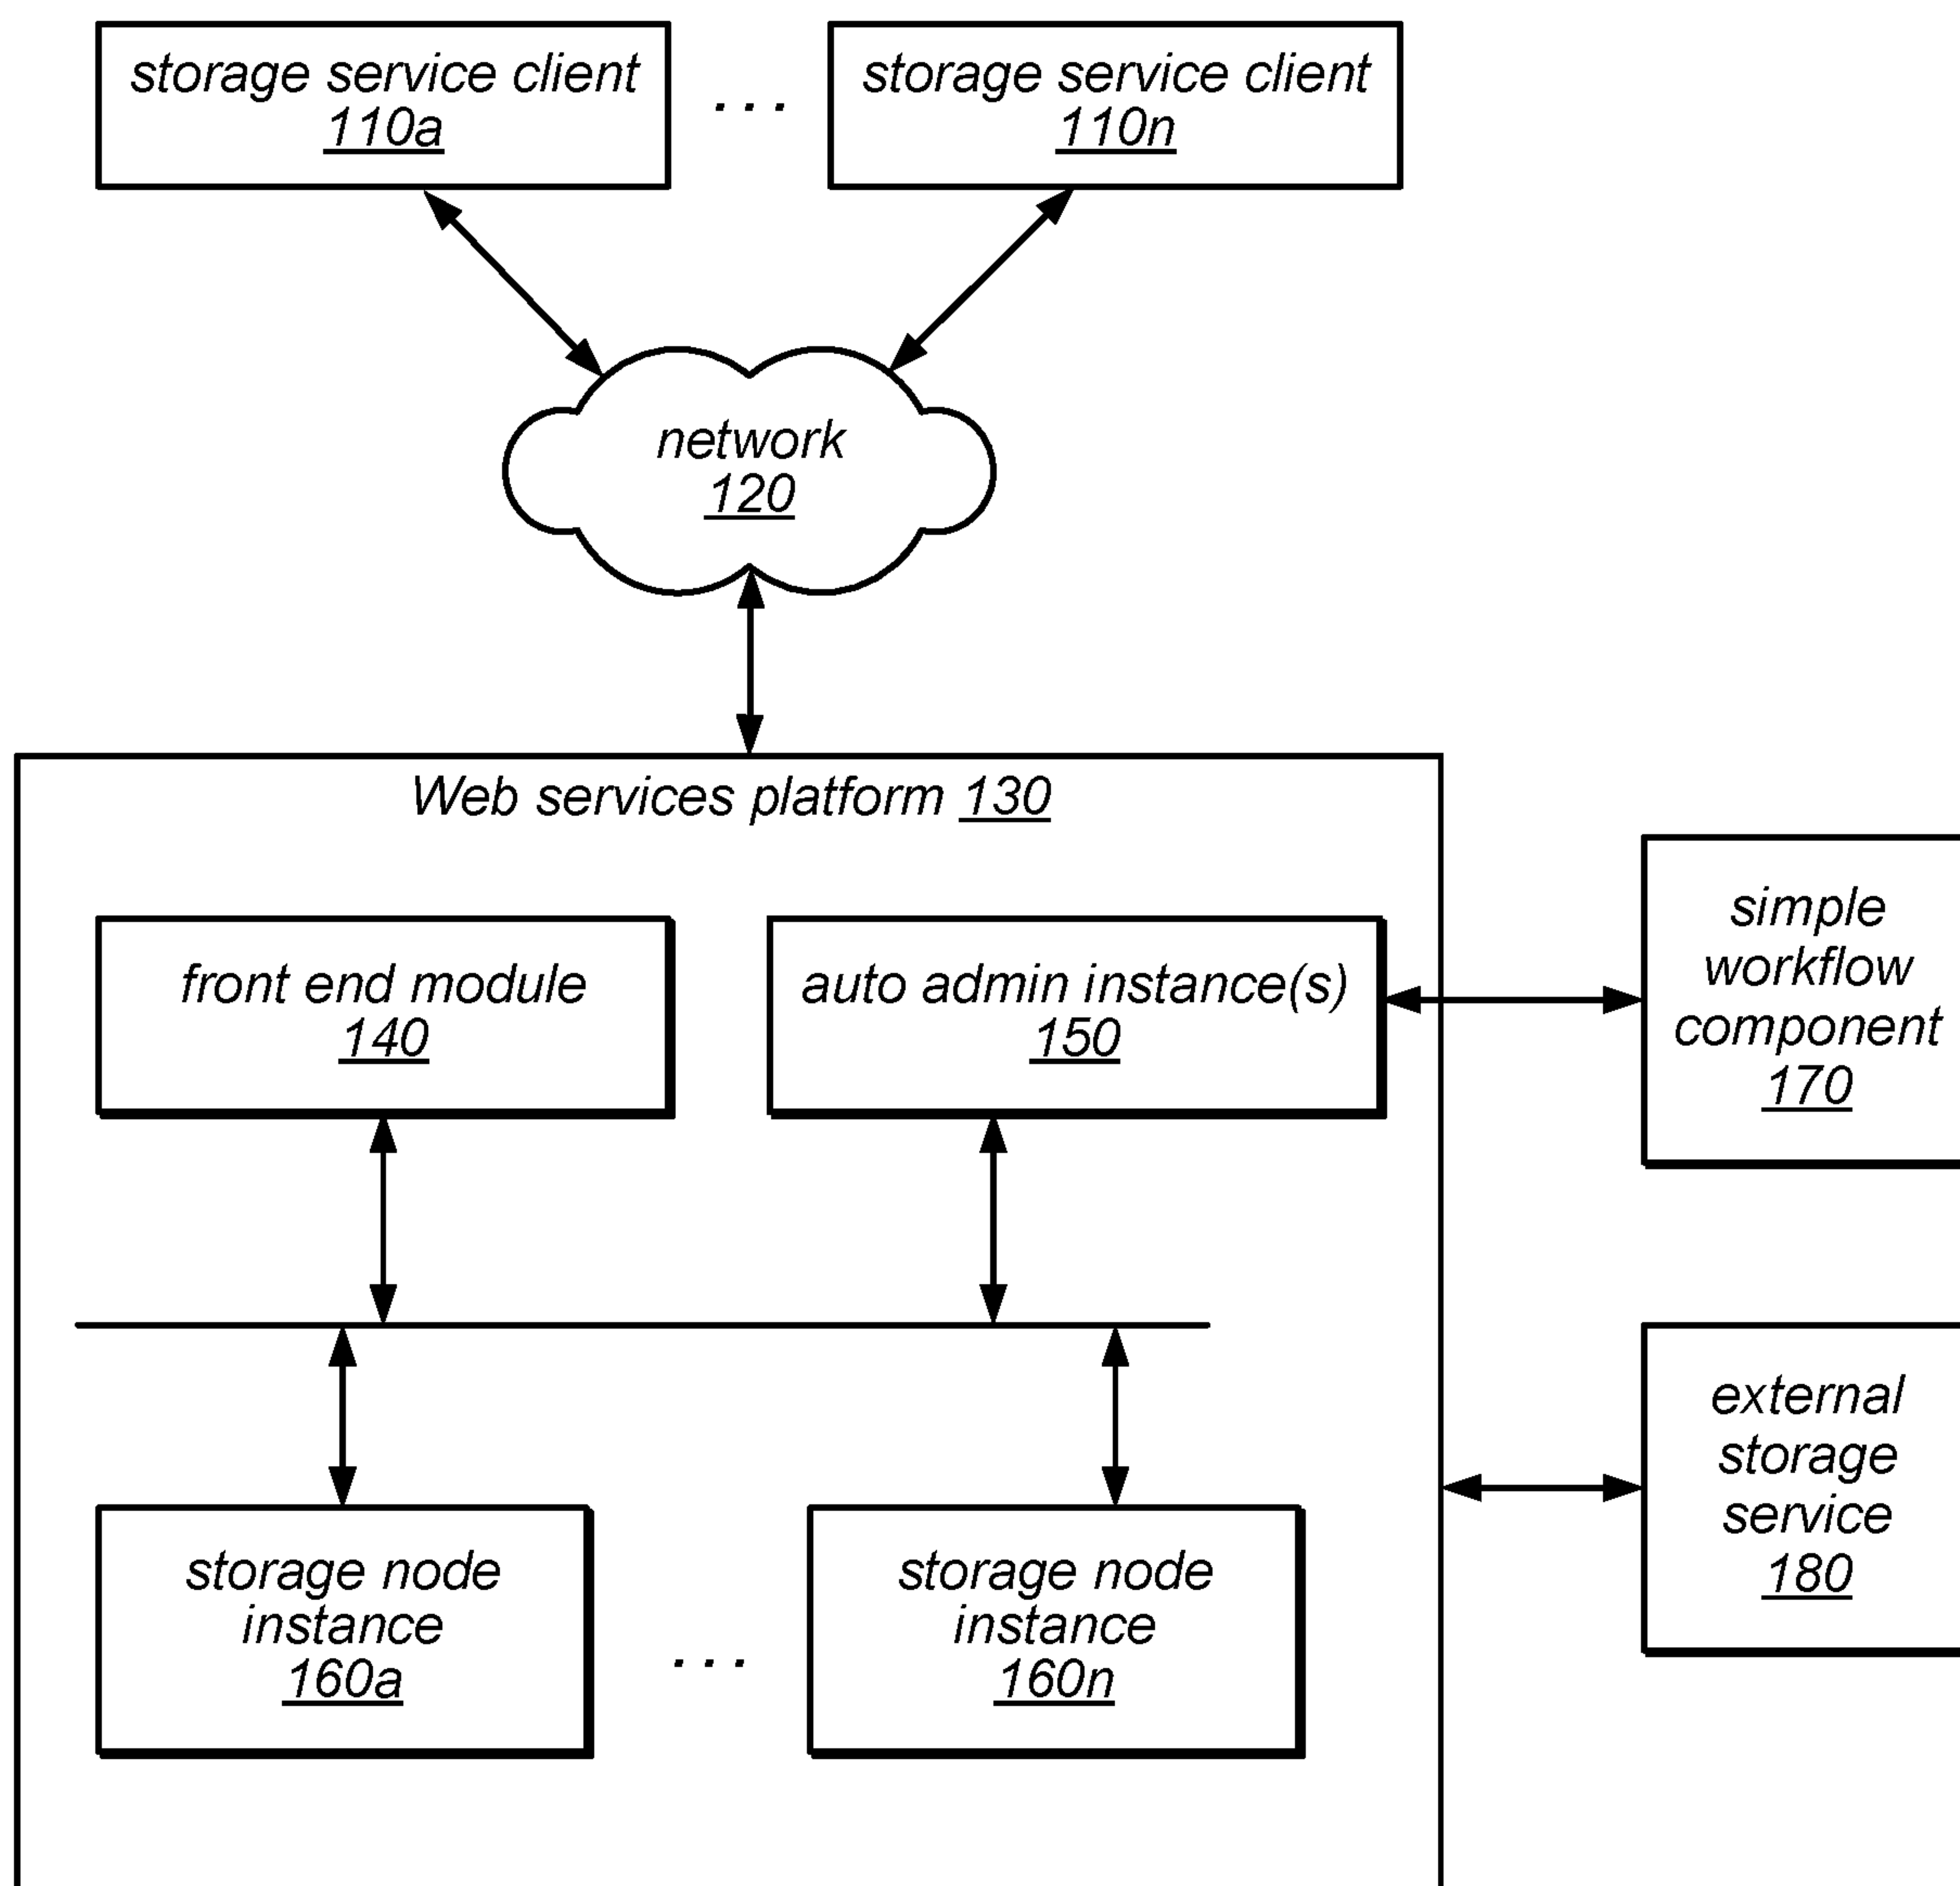 storage service client
110a
. . .
storage service client
110n
network
120
Web services platform 130
front end module
140
auto admin instance(s)
150
simple
workflow
component
170
external
storage
service
180
storage node
instance
160a
. . .
storage node
instance
160n